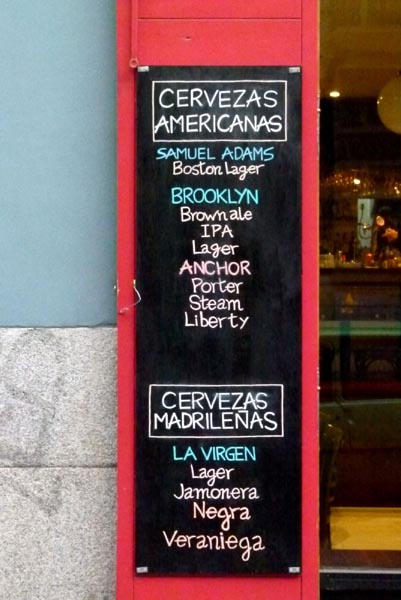 CERVEZAS
AMERICANAS
SAMUEL ADAMS
Boston Lager
BROOKLYN
Brown ale
IPA
Lager
ANCHOR
Porter
Steam
Liberty
CERVEZAS
MADRILEÑAS
LA VIRGEN
Lager
Jamonera
Negra
Veraniega